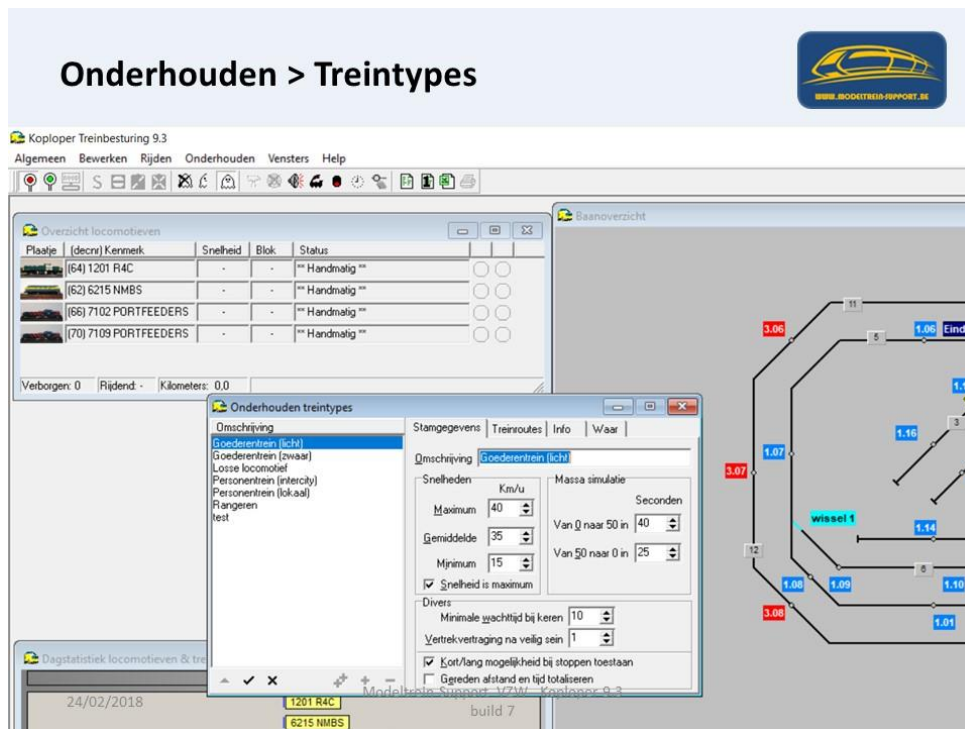 Onderhouden > Treintypes
WWW.MODELTREIN-SUPPORT.BE
Koploper Treinbesturing 9.3
Algemeen Bewerken Rijden Onderhouden Vensters Help
Overzicht locomotieven
Plaatje (decnr) Kenmerk Snelheid Blok Status
(64) 1201 R4C - - ** Handmatig **
(62) 6215 NMBS - - ** Handmatig **
(66) 7102 PORTFEEDERS - - ** Handmatig **
(70) 7109 PORTFEEDERS - - ** Handmatig **
Verborgen: 0 Rijdend: - Kilometers: 0,0
Baanoverzicht
11
3.06
5
1.06
Eind
3
1.16
1.07
3.07
wissel 1
1.14
12
6
1.08
1.09
1.10
3.08
1.01
Onderhouden treintypes
Omschrijving
Goederentrein (licht)
Goederentrein (zwaar)
Losse locomotief
Personentrein (intercity)
Personentrein (lokaal)
Rangeren
test
Stamgegevens Treinroutes Info Waar
Omschrijving Goederentrein (licht)
Snelheden
Km/u
Maximum 40
Gemiddelde 35
Minimum 15
Snelheid is maximum
Massa simulatie
Seconden
Van 0 naar 50 in 40
Van 50 naar 0 in 25
Divers
Minimale wachttijd bij keren 10
Vertrekvertraging na veilig sein 1
Kort/lang mogelijkheid bij stoppen toestaan
Gereden afstand en tijd totaliseren
Dagstatistiek locomotieven & tre
24/02/2018
1201 R4C
6215 NMBS
Modeltrein-Support VZW Koploper 9.3
build 7